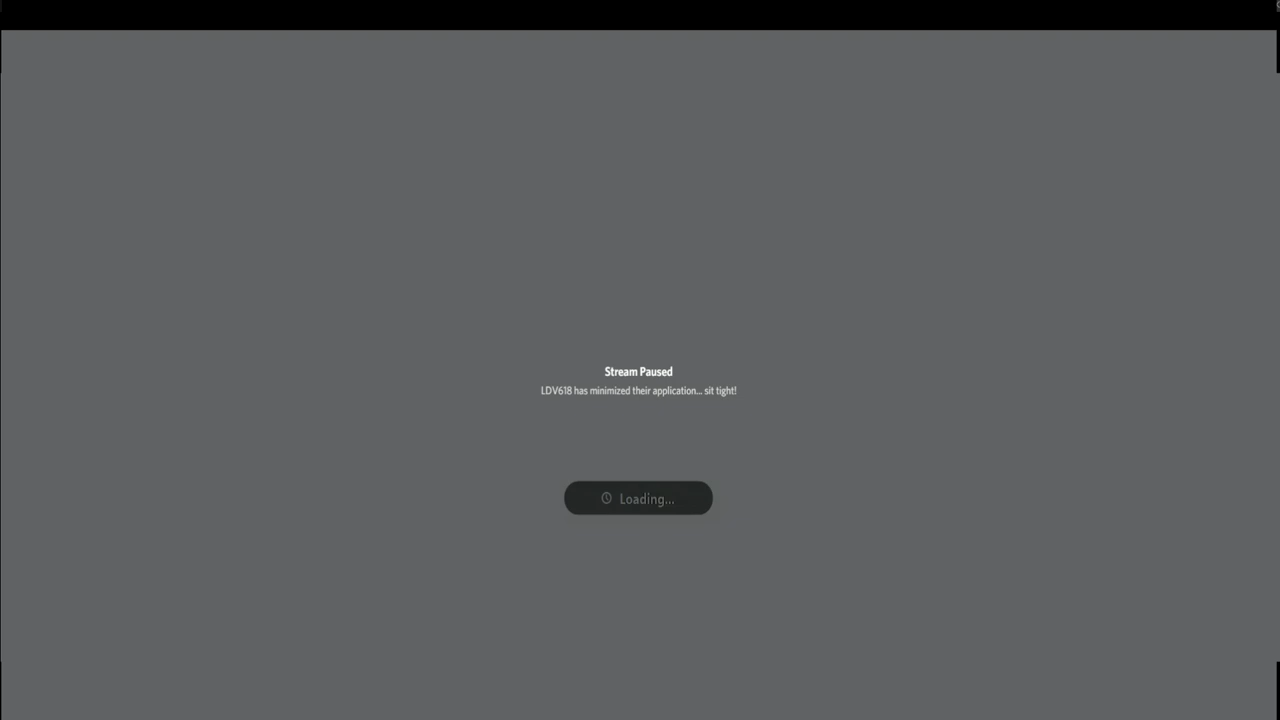 Stream Paused
LDV618 has minimized their application... sit tight!
Loading...